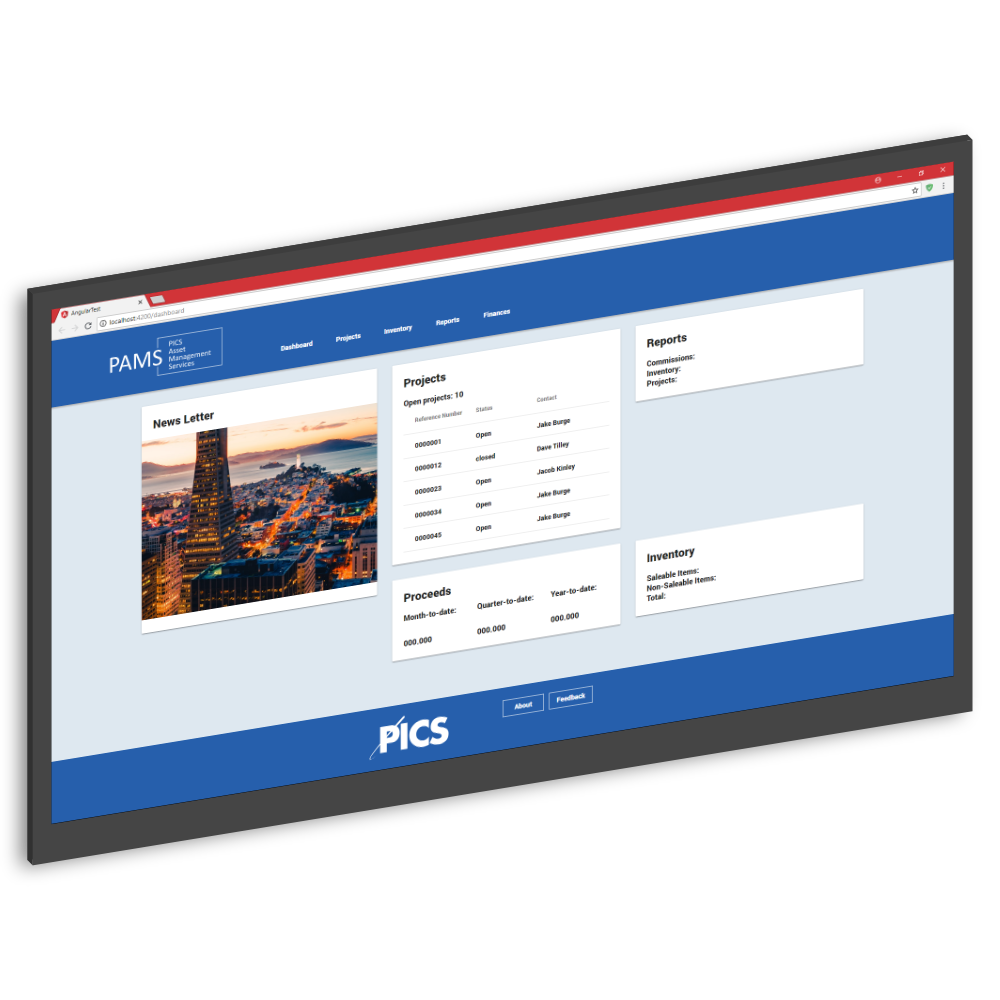 AngularTest
localhost:4200/dashboard
PAMS
PICS
Asset
Management
Services
Dashboard
Projects
Inventory
Reports
Finances
News Letter
Projects
Open projects: 10
Reference Number Status Contact
0000001 Open Jake Burge
0000012 closed Dave Tilley
0000023 Open Jacob Kinley
0000034 Open Jake Burge
0000045 Open Jake Burge
Proceeds
Month-to-date: Quarter-to-date: Year-to-date:
000.000 000.000 000.000
Reports
Commissions:
Inventory:
Projects:
Inventory
Saleable Items:
Non-Saleable Items:
Total:
PICS
About
Feedback